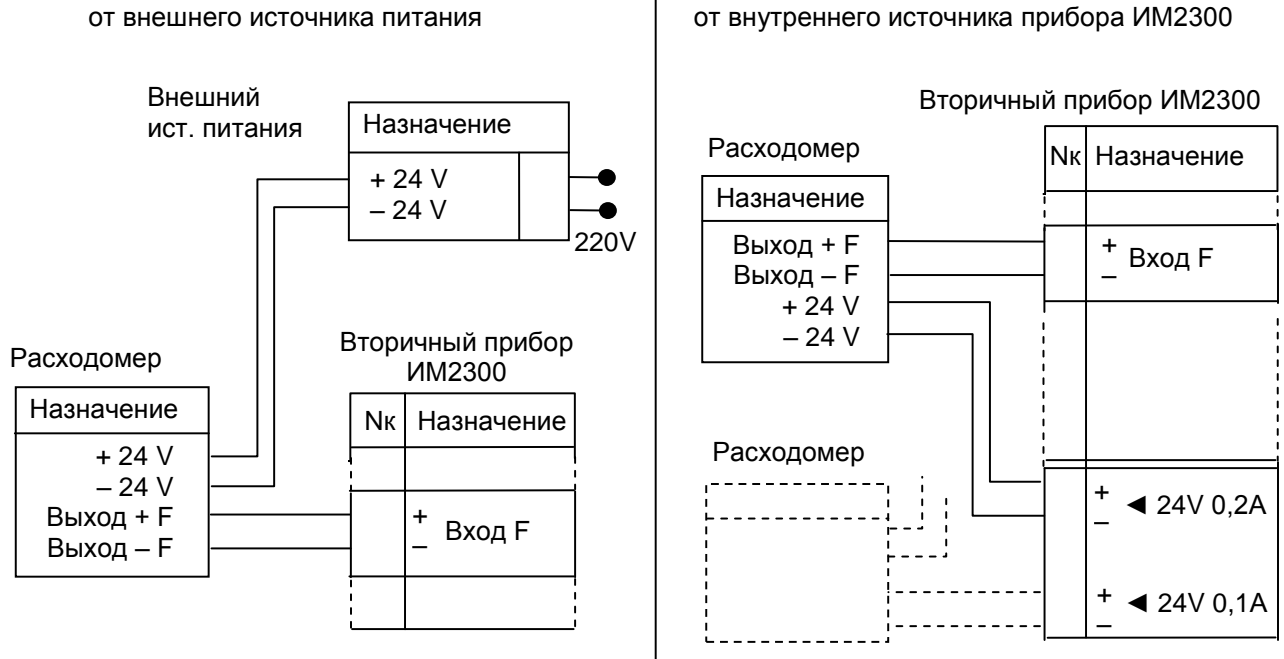 от внешнего источника питания
Внешний
ист. питания
Назначение
+ 24 V
– 24 V
220V
Расходомер
Назначение
+ 24 V
– 24 V
Выход + F
Выход – F
Вторичный прибор
ИМ2300
Nк Назначение
+
–
Вход F
от внутреннего источника прибора ИМ2300
Вторичный прибор ИМ2300
Расходомер
Назначение
Выход + F
Выход – F
+ 24 V
– 24 V
Nк Назначение
+
–
Вход F
Расходомер
+
–
◄ 24V 0,2A
+
–
◄ 24V 0,1A